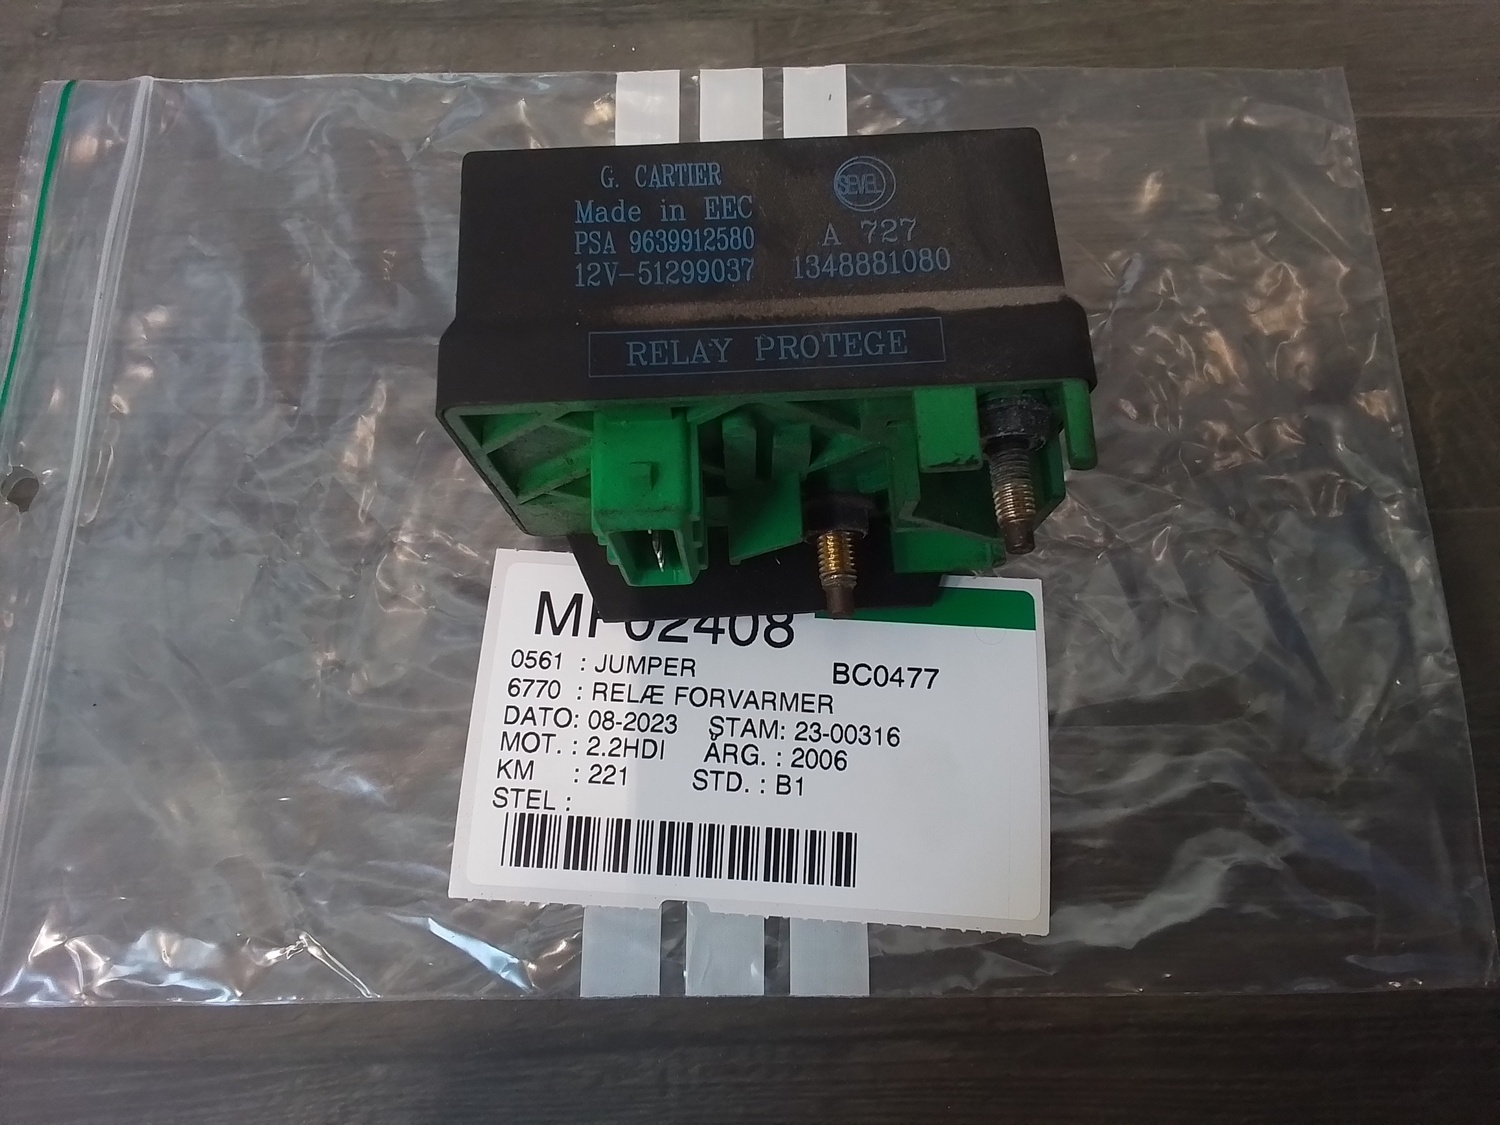 G. CARTIER
Made in EEC
PSA 9639912580
12V-51299037
SEVEL
A 727
1348881080
RELAY PROTEGE
0561 : JUMPER BC0477
6770 : RELÆ FORVARMER
DATO: 08-2023 STAM: 23-00316
MOT. : 2.2HDI ÅRG. : 2006
KM : 221 STD. : B1
STEL :